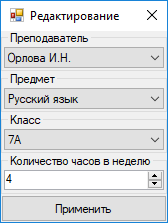 Редактирование
Преподаватель
Орлова И.Н.
Предмет
Русский язык
Класс
7А
Количество часов в неделю
4
Применить